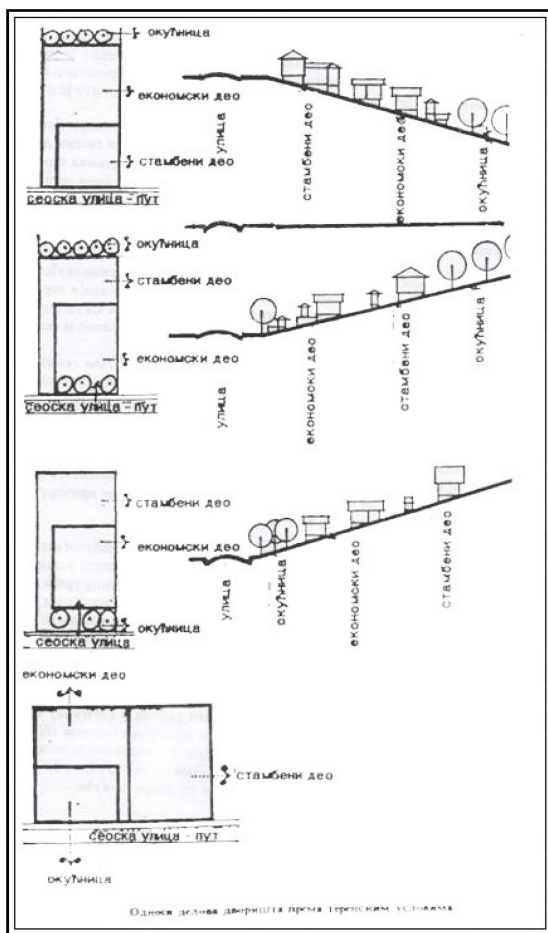 окућница
економски део
стамбени део
сеоска улица - пут
улица
стамбени део
економски део
окућница
окућница
стамбени део
економски део
сеоска улица - пут
улица
економски део
стамбени део
окућница
стамбени део
економски део
окућница
сеоска улица
улица
окућница
економски део
стамбени део
економски део
стамбени део
сеоска улица - пут
окућница
Односи делова дворишта према теренским условима